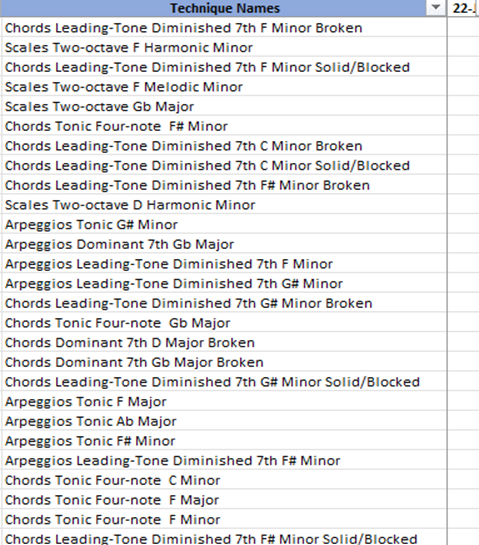 Technique Names 22-
Chords Leading-Tone Diminished 7th F Minor Broken
Scales Two-octave F Harmonic Minor
Chords Leading-Tone Diminished 7th F Minor Solid/Blocked
Scales Two-octave F Melodic Minor
Scales Two-octave Gb Major
Chords Tonic Four-note  F# Minor
Chords Leading-Tone Diminished 7th C Minor Broken
Chords Leading-Tone Diminished 7th C Minor Solid/Blocked
Chords Leading-Tone Diminished 7th F# Minor Broken
Scales Two-octave D Harmonic Minor
Arpeggios Tonic G# Minor
Arpeggios Dominant 7th Gb Major
Arpeggios Leading-Tone Diminished 7th F Minor
Arpeggios Leading-Tone Diminished 7th G# Minor
Chords Leading-Tone Diminished 7th G# Minor Broken
Chords Tonic Four-note  Gb Major
Chords Dominant 7th D Major Broken
Chords Dominant 7th Gb Major Broken
Chords Leading-Tone Diminished 7th G# Minor Solid/Blocked
Arpeggios Tonic F Major
Arpeggios Tonic Ab Major
Arpeggios Tonic F# Minor
Arpeggios Leading-Tone Diminished 7th F# Minor
Chords Tonic Four-note  C Minor
Chords Tonic Four-note  F Major
Chords Tonic Four-note  F Minor
Chords Leading-Tone Diminished 7th F# Minor Solid/Blocked